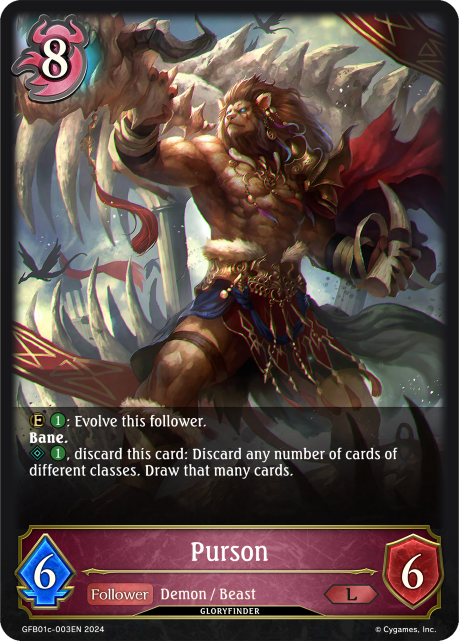 8
E 1: Evolve this follower.
Bane.
1, discard this card: Discard any number of cards of
different classes. Draw that many cards.
Purson
6
Follower Demon / Beast L
6
GLORYFINDER
GFB01c-003EN 2024 © Cygames, Inc.